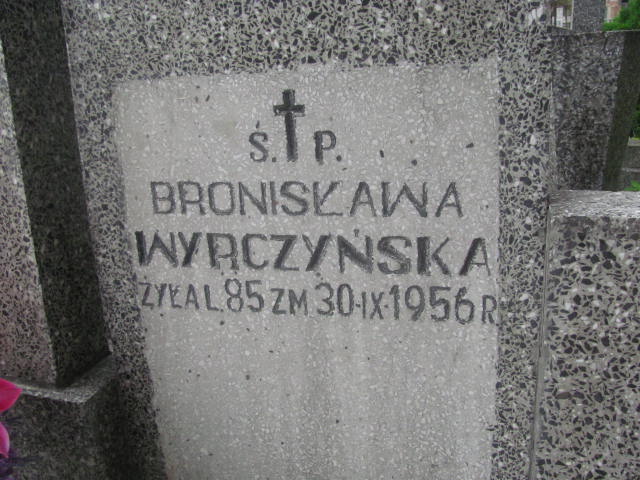 Ś. P.
BRONISŁAWA
WYRCZYŃSKA
ŻYŁA L. 85 ZM 30-IX 1956 R